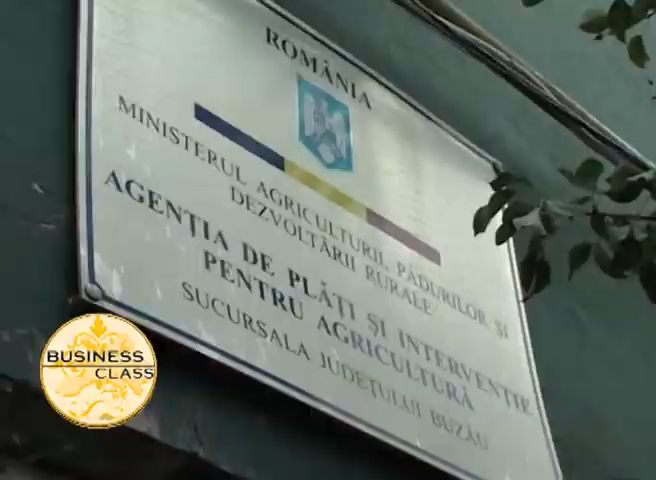 ROMÂNIA
MINISTERUL AGRICULTURII, PĂDURILOR ȘI
DEZVOLTĂRII RURALE
AGENȚIA DE PLĂȚI ȘI INTERVENȚIE
PENTRU AGRICULTURĂ
SUCURSALA JUDEȚULUI BUZĂU
BUSINESS
CLASS